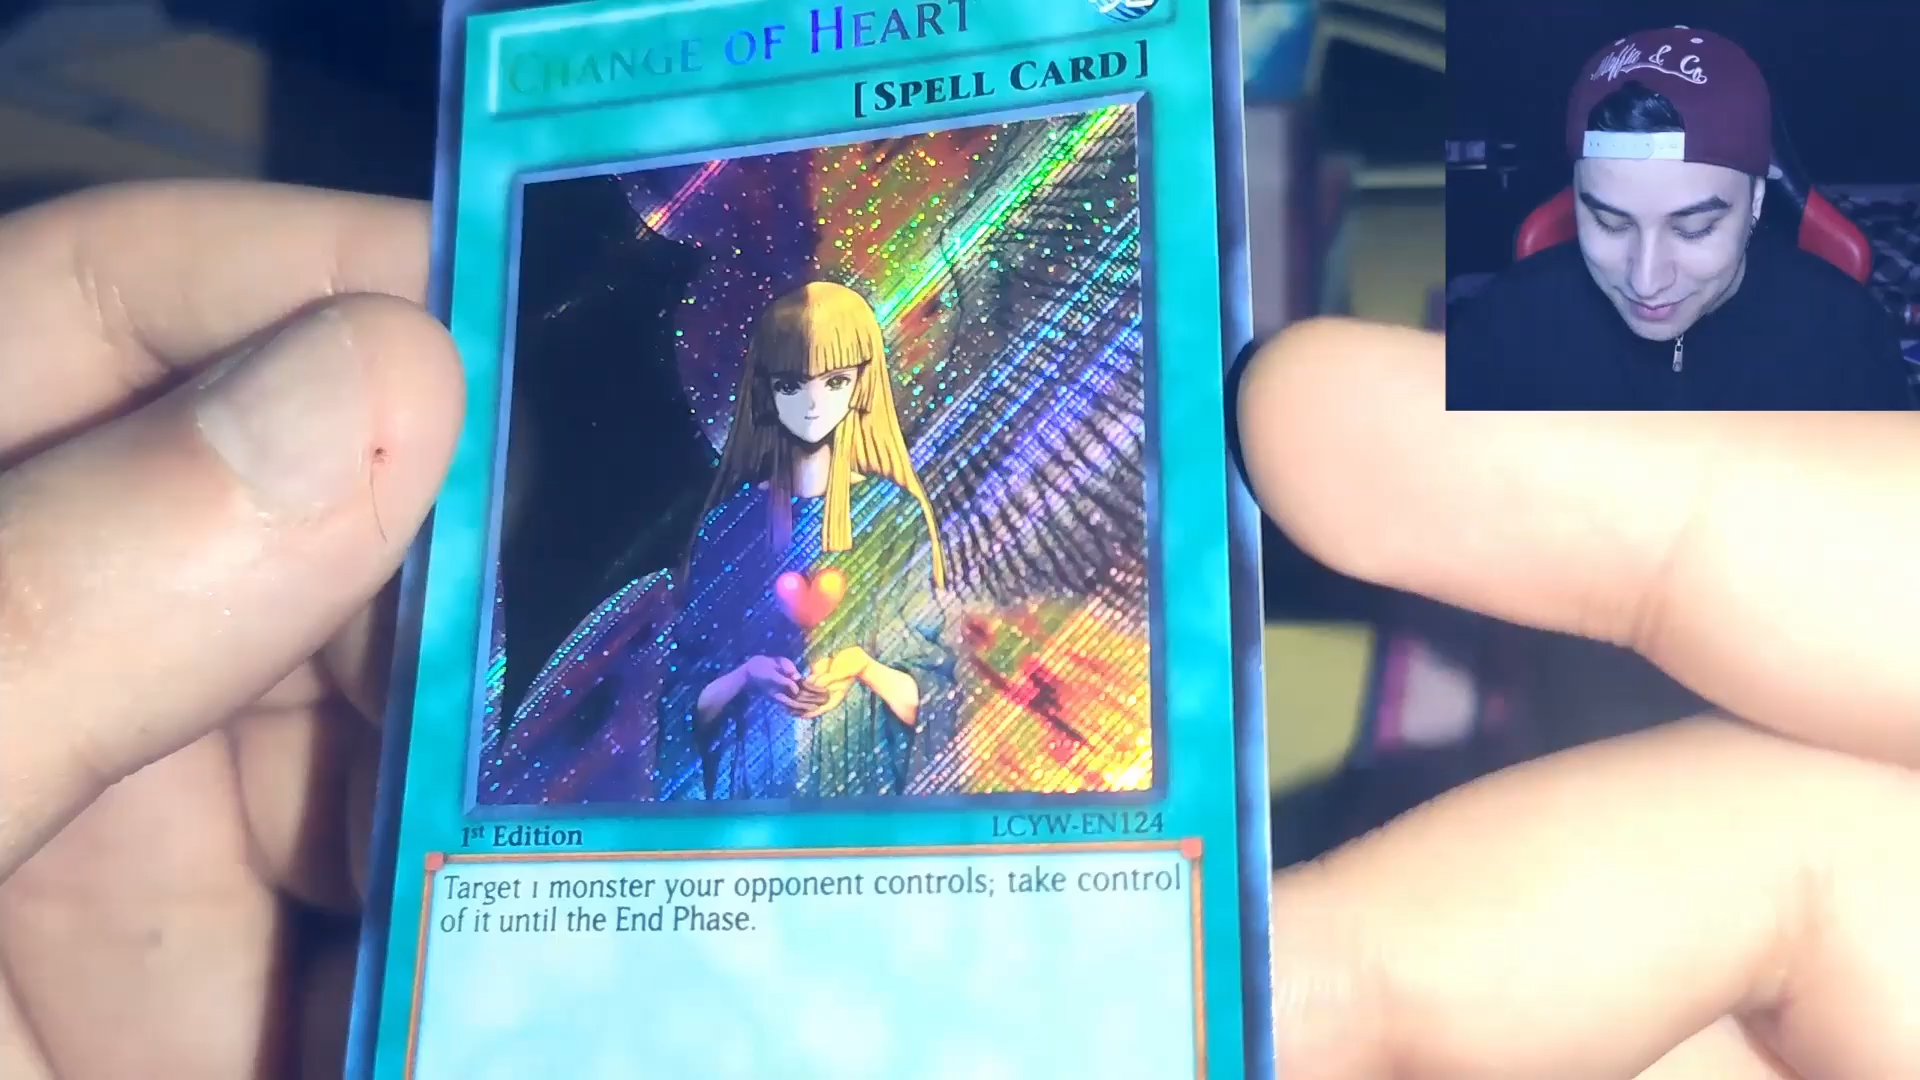 CHANGE OF HEART
[SPELL CARD]
1st Edition
LCYW-EN124
Target 1 monster your opponent controls; take control
of it until the End Phase.
& Co